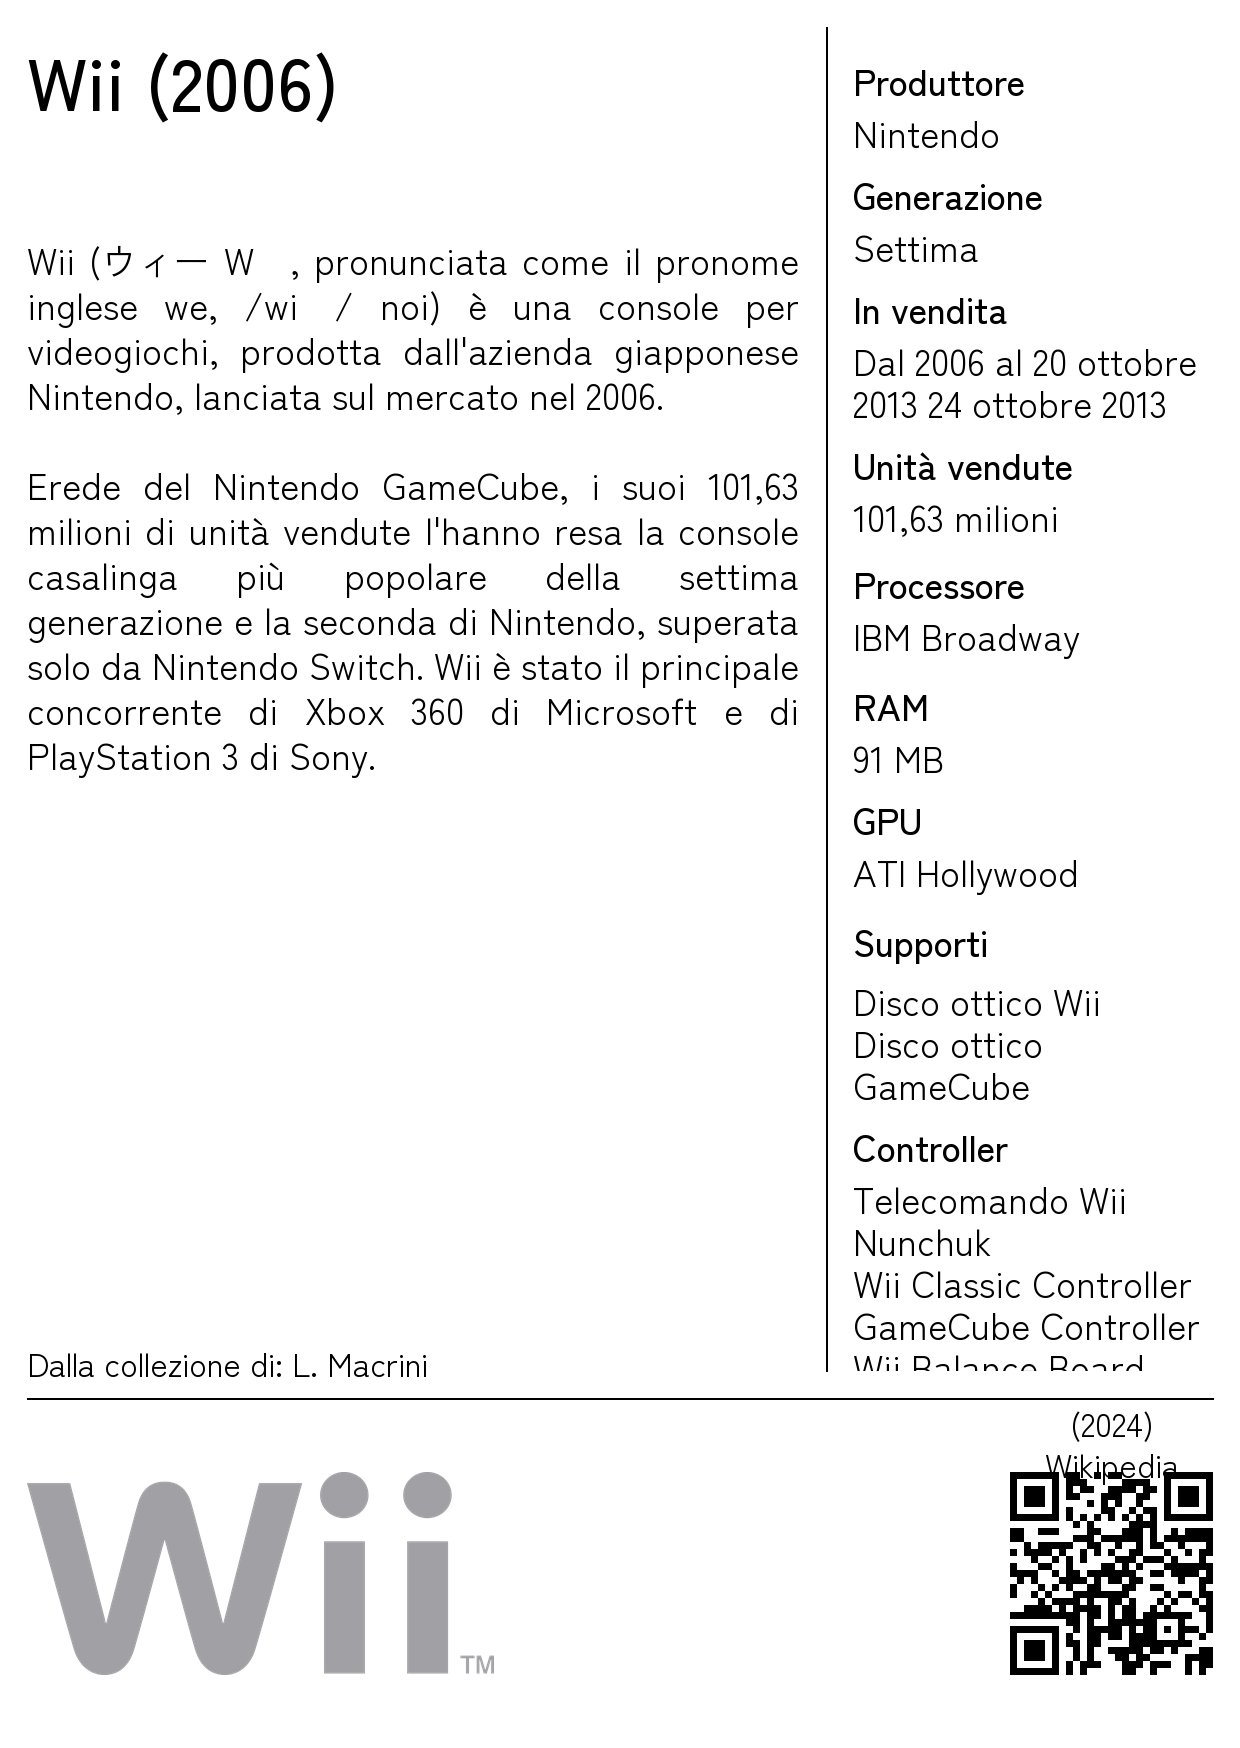 Wii (2006)
Wii (ウィー W , pronunciata come il pronome
inglese we, /wi / noi) è una console per
videogiochi, prodotta dall'azienda giapponese
Nintendo, lanciata sul mercato nel 2006.
Erede del Nintendo GameCube, i suoi 101,63
milioni di unità vendute l'hanno resa la console
casalinga più popolare della settima
generazione e la seconda di Nintendo, superata
solo da Nintendo Switch. Wii è stato il principale
concorrente di Xbox 360 di Microsoft e di
PlayStation 3 di Sony.
Dalla collezione di: L. Macrini
Produttore
Nintendo
Generazione
Settima
In vendita
Dal 2006 al 20 ottobre
2013 24 ottobre 2013
Unità vendute
101,63 milioni
Processore
IBM Broadway
RAM
91 MB
GPU
ATI Hollywood
Supporti
Disco ottico Wii
Disco ottico
GameCube
Controller
Telecomando Wii
Nunchuk
Wii Classic Controller
GameCube Controller
Wii Balance Board
(2024)
Wikipedia
Wii TM